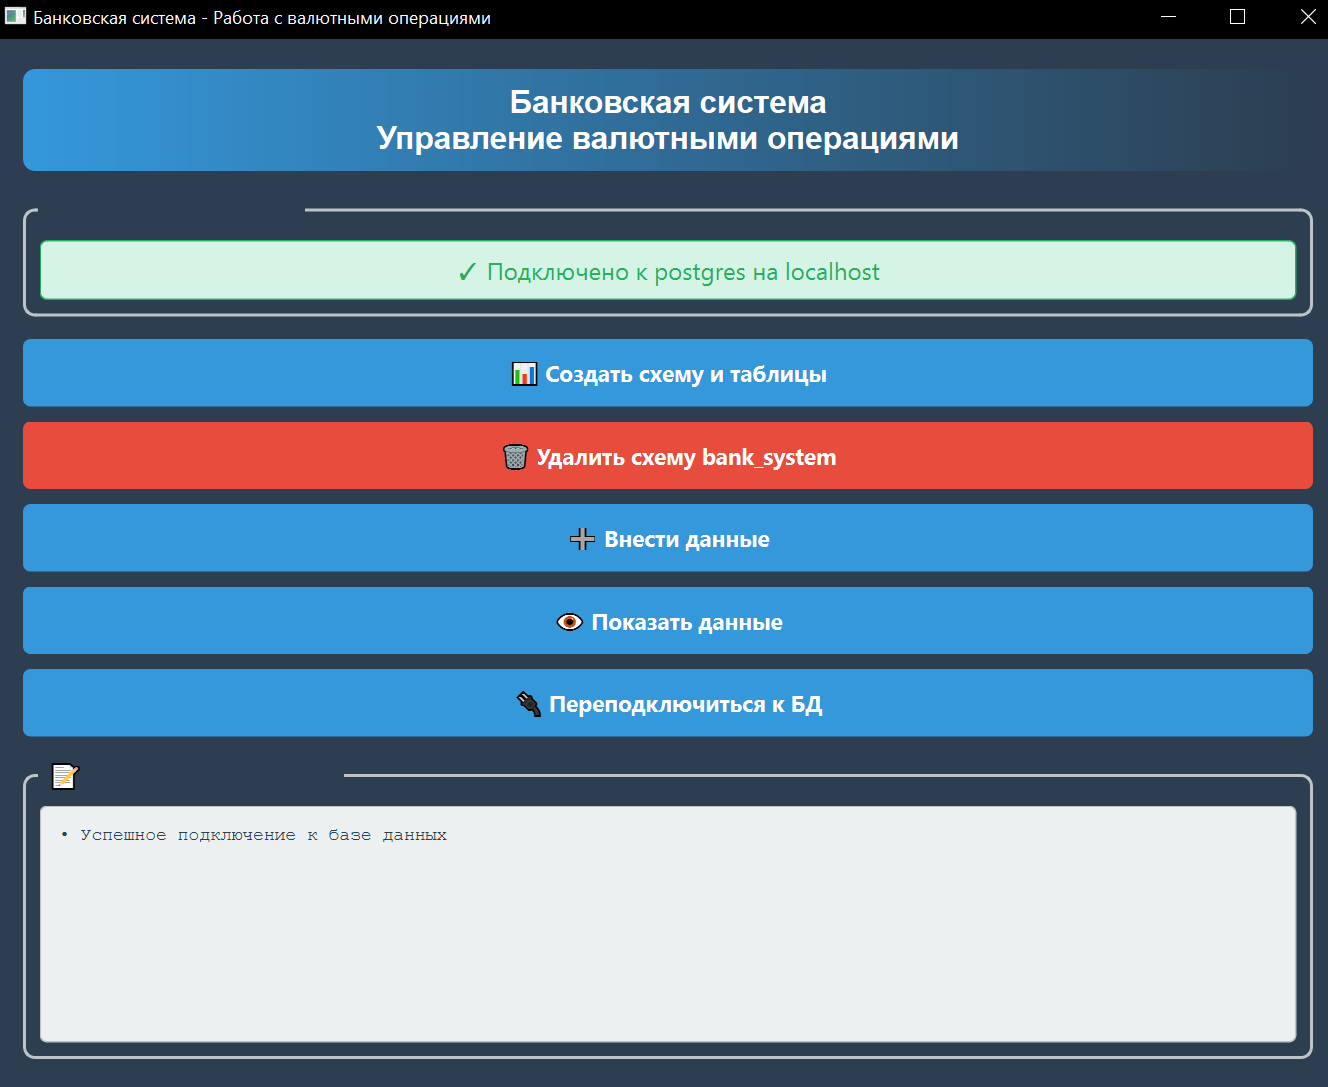 Банковская система - Работа с валютными операциями
Банковская система
Управление валютными операциями
✓ Подключено к postgres на localhost
📊 Создать схему и таблицы
🗑️ Удалить схему bank_system
➕ Внести данные
👁️ Показать данные
🔌 Переподключиться к БД
📝
• Успешное подключение к базе данных